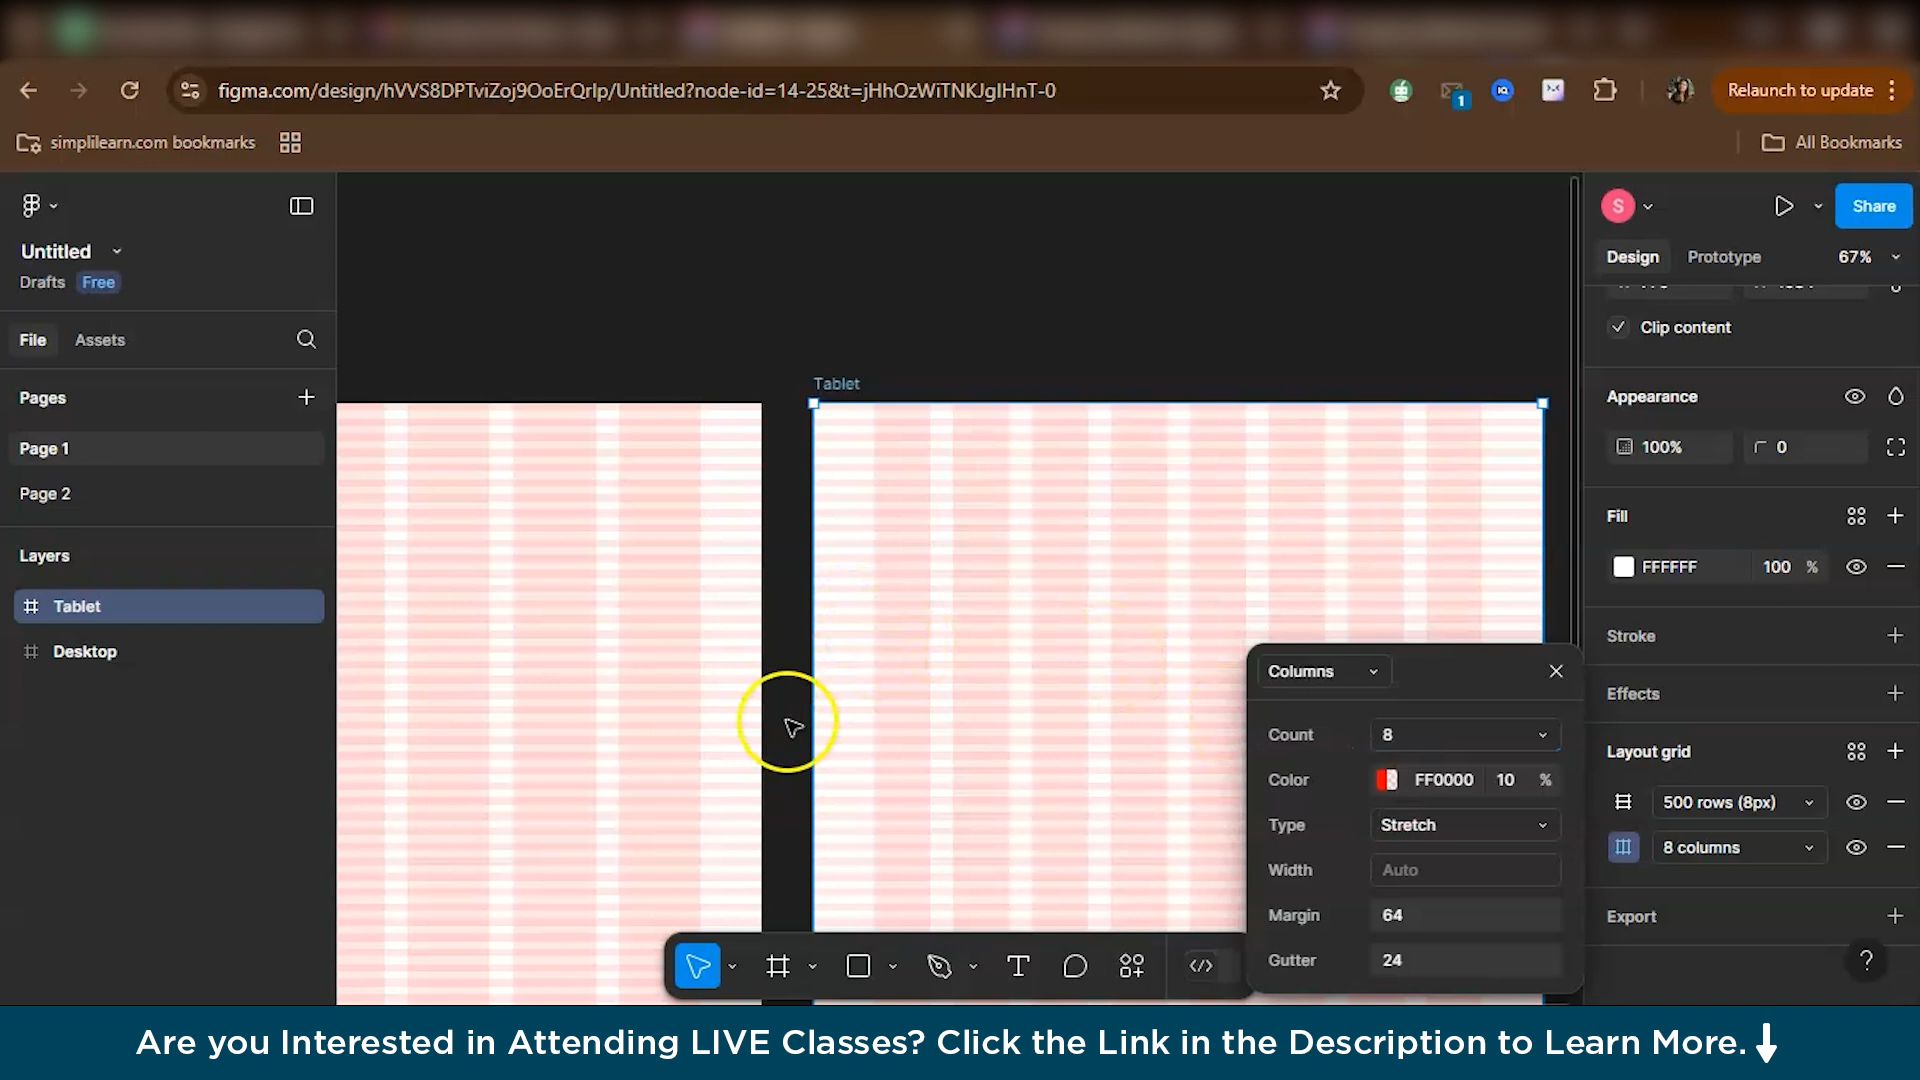 figma.com/design/hVVS8DPTviZoj9OoErQrlp/Untitled?node-id=14-25&t=jHhOzWiTNKJgIHnT-0
1
IQ
Relaunch to update
simplilearn.com bookmarks
All Bookmarks
Untitled
Drafts Free
File Assets
Pages
Page 1
Page 2
Layers
Tablet
Desktop
Tablet
Columns
Count 8
Color FF0000 10 %
Type Stretch
Width Auto
Margin 64
Gutter 24
S Share
Design Prototype 67%
Clip content
Appearance
100% 0
Fill
FFFFFF 100 %
Stroke
Effects
Layout grid
500 rows (8px)
8 columns
Export
?
Are you Interested in Attending LIVE Classes? Click the Link in the Description to Learn More.